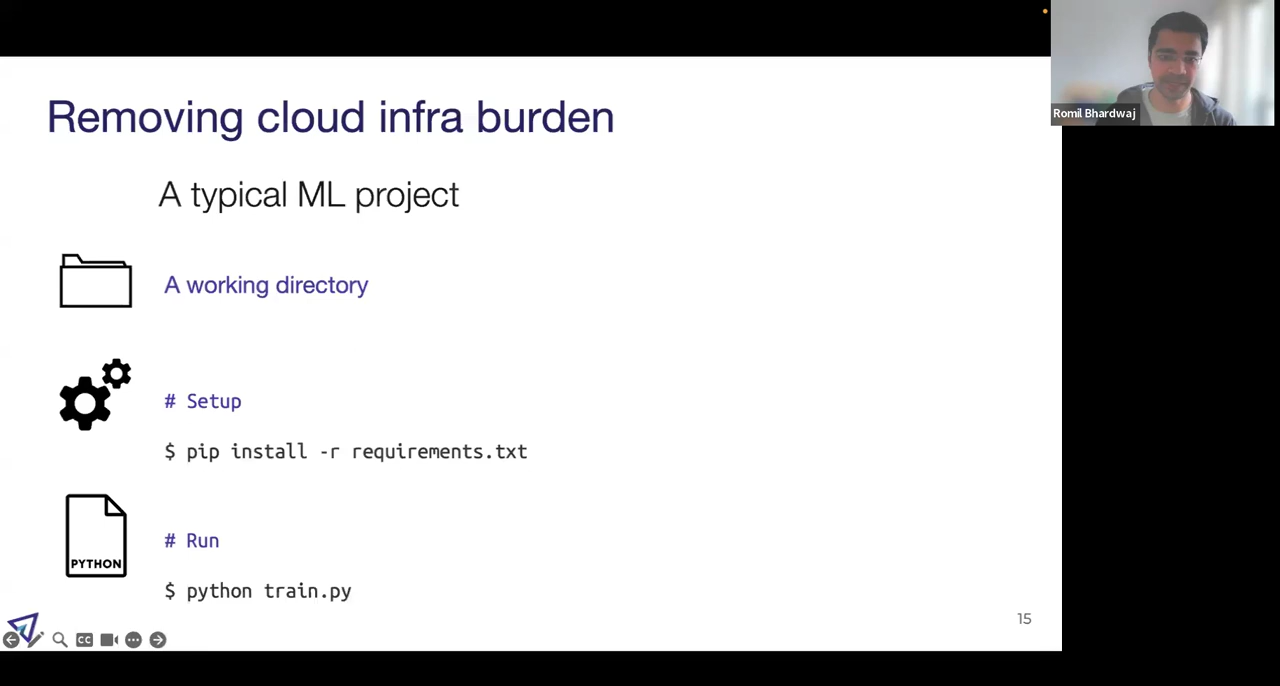 Romil Bhardwaj
Removing cloud infra burden
A typical ML project
A working directory
# Setup
$ pip install -r requirements.txt
PYTHON
# Run
$ python train.py
15
CC